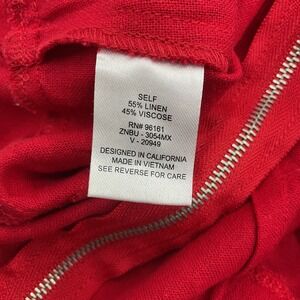 SELF
55% LINEN
45% VISCOSE
RN# 96161
ZNBU - 3054MX
V - 20949
DESIGNED IN CALIFORNIA
MADE IN VIETNAM
SEE REVERSE FOR CARE